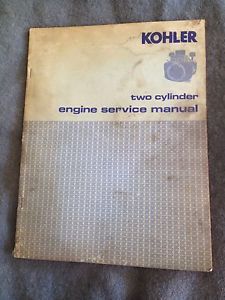 KOHLER
two cylinder
engine service manual